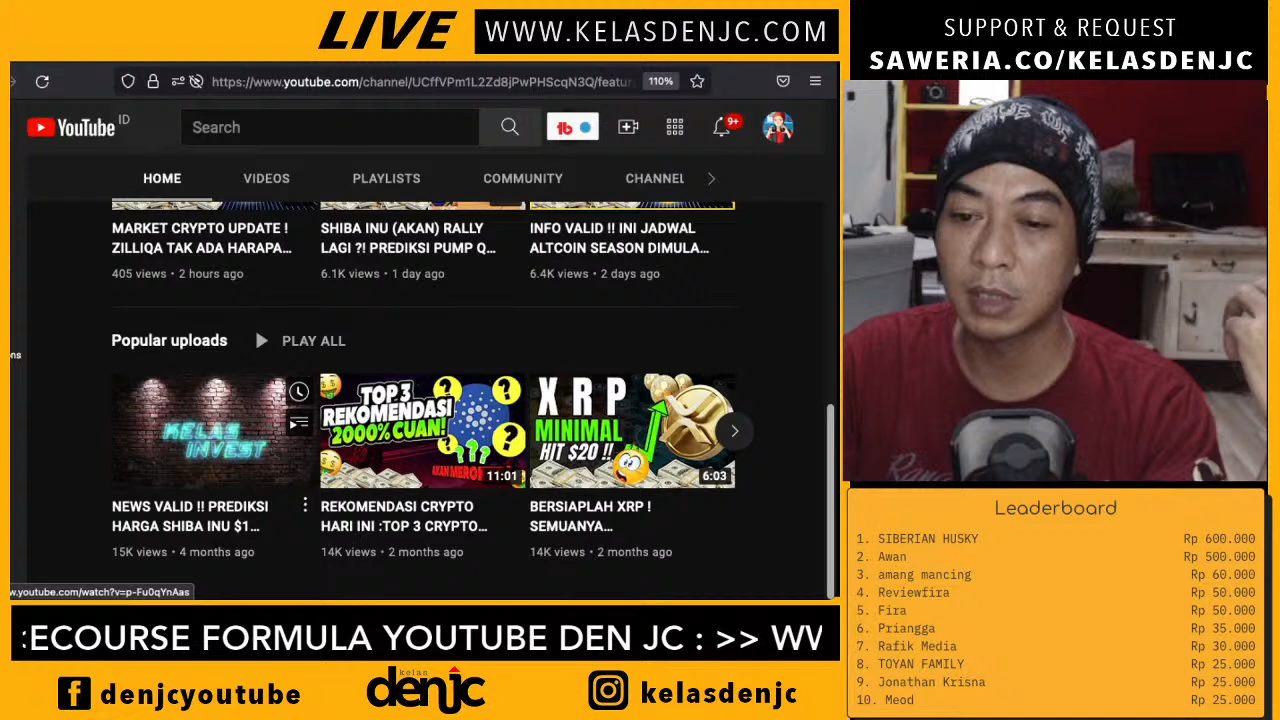 LIVE
WWW.KELASDENJC.COM
SUPPORT & REQUEST
SAWERIA.CO/KELASDENJC
https://www.youtube.com/channel/UCffVPm1L2Zd8jPwPHScqN3Q/featur
110%
YouTube ID
Search
9+
HOME
VIDEOS
PLAYLISTS
COMMUNITY
CHANNEL
MARKET CRYPTO UPDATE !
ZILLIQA TAK ADA HARAPA...
405 views • 2 hours ago
SHIBA INU (AKAN) RALLY
LAGI ?! PREDIKSI PUMP Q...
6.1K views • 1 day ago
INFO VALID !! INI JADWAL
ALTCOIN SEASON DIMULA...
6.4K views • 2 days ago
Popular uploads
PLAY ALL
ons
KELAS
INVEST
TOP 3
REKOMENDASI
2000% CUAN!
11:01
XRP
MINIMAL
HIT $20 !!
6:03
NEWS VALID !! PREDIKSI
HARGA SHIBA INU $1...
15K views • 4 months ago
REKOMENDASI CRYPTO
HARI INI :TOP 3 CRYPTO...
14K views • 2 months ago
BERSIAPLAH XRP !
SEMUANYA...
14K views • 2 months ago
w.youtube.com/watch?v=p-Fu0qYnAas
Leaderboard
1. SIBERIAN HUSKY Rp 600.000
2. Awan Rp 500.000
3. amang mancing Rp 60.000
4. Reviewfira Rp 50.000
5. Fira Rp 50.000
6. Priangga Rp 35.000
7. Rafik Media Rp 30.000
8. TOYAN FAMILY Rp 25.000
9. Jonathan Krisna Rp 25.000
10. Meod Rp 25.000
ECOURSE FORMULA YOUTUBE DEN JC : >> WV
denjcyoutube
kelas
denjc
kelasdenjc